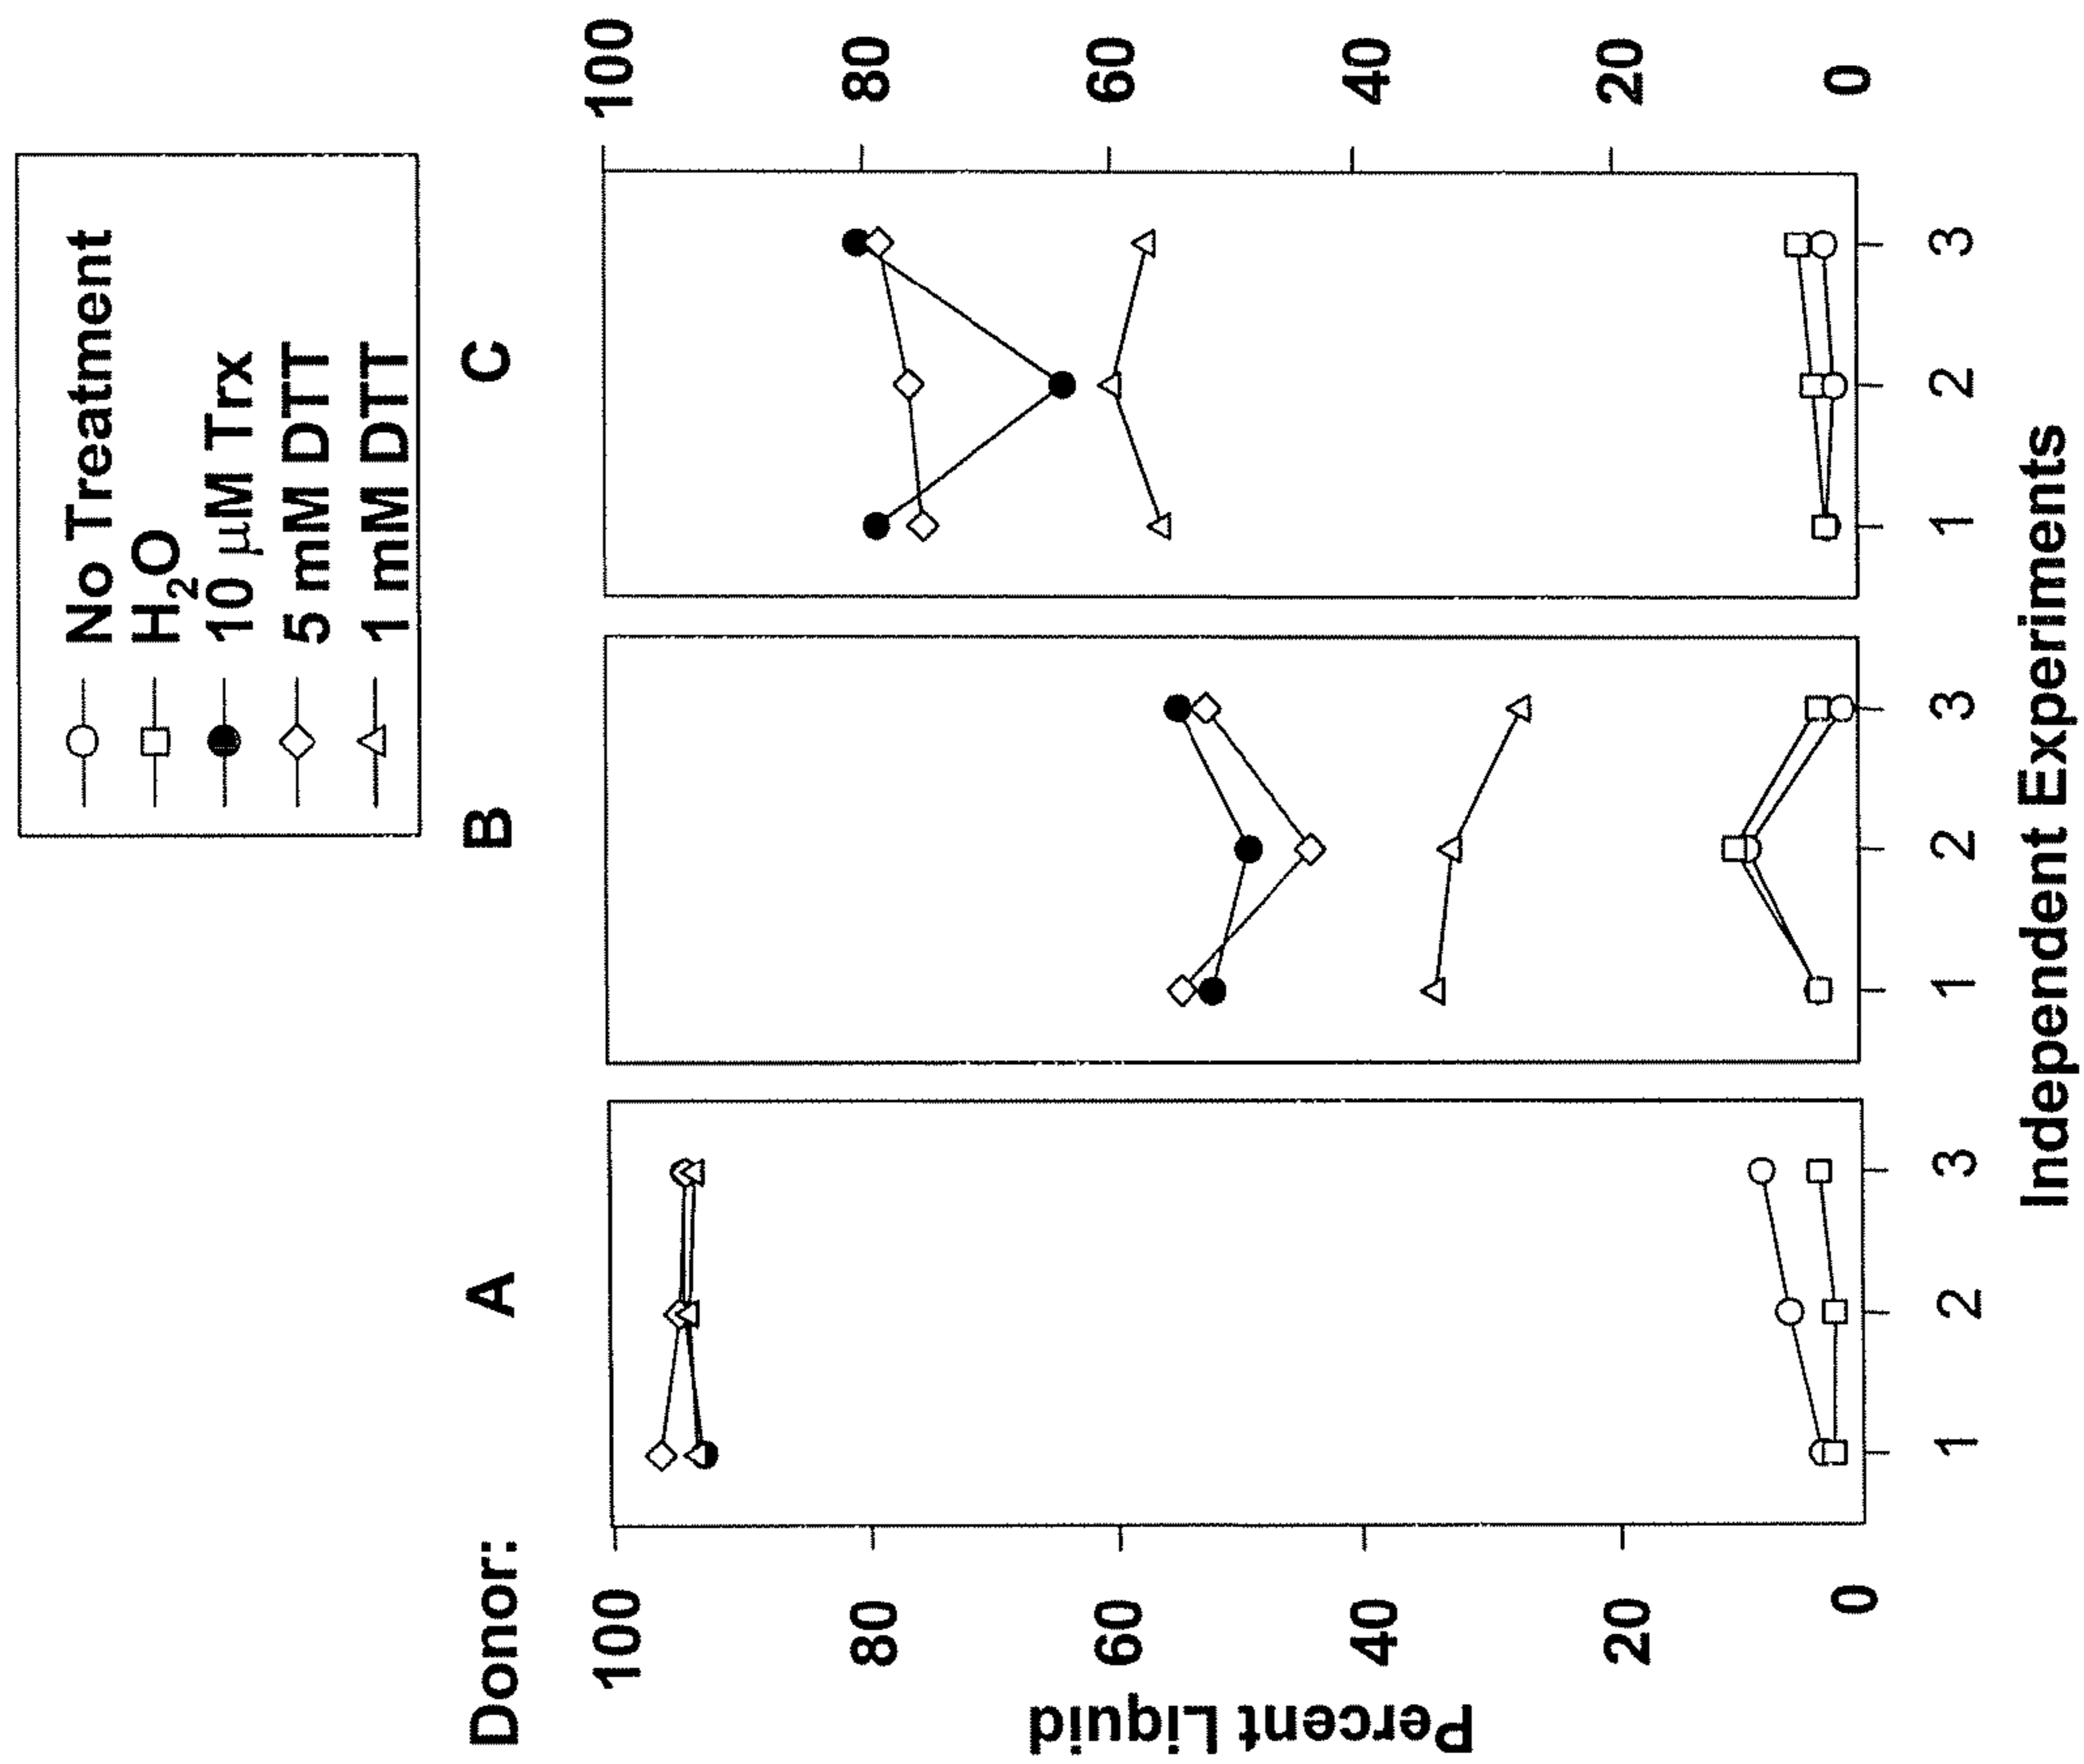 No Treatment
H₂O
10 μM Trx
5 mM DTT
1 mM DTT
Donor: A B C
Percent Liquid
100
80
60
40
20
0
100
80
60
40
20
0
1 2 3 1 2 3 1 2 3
Independent Experiments